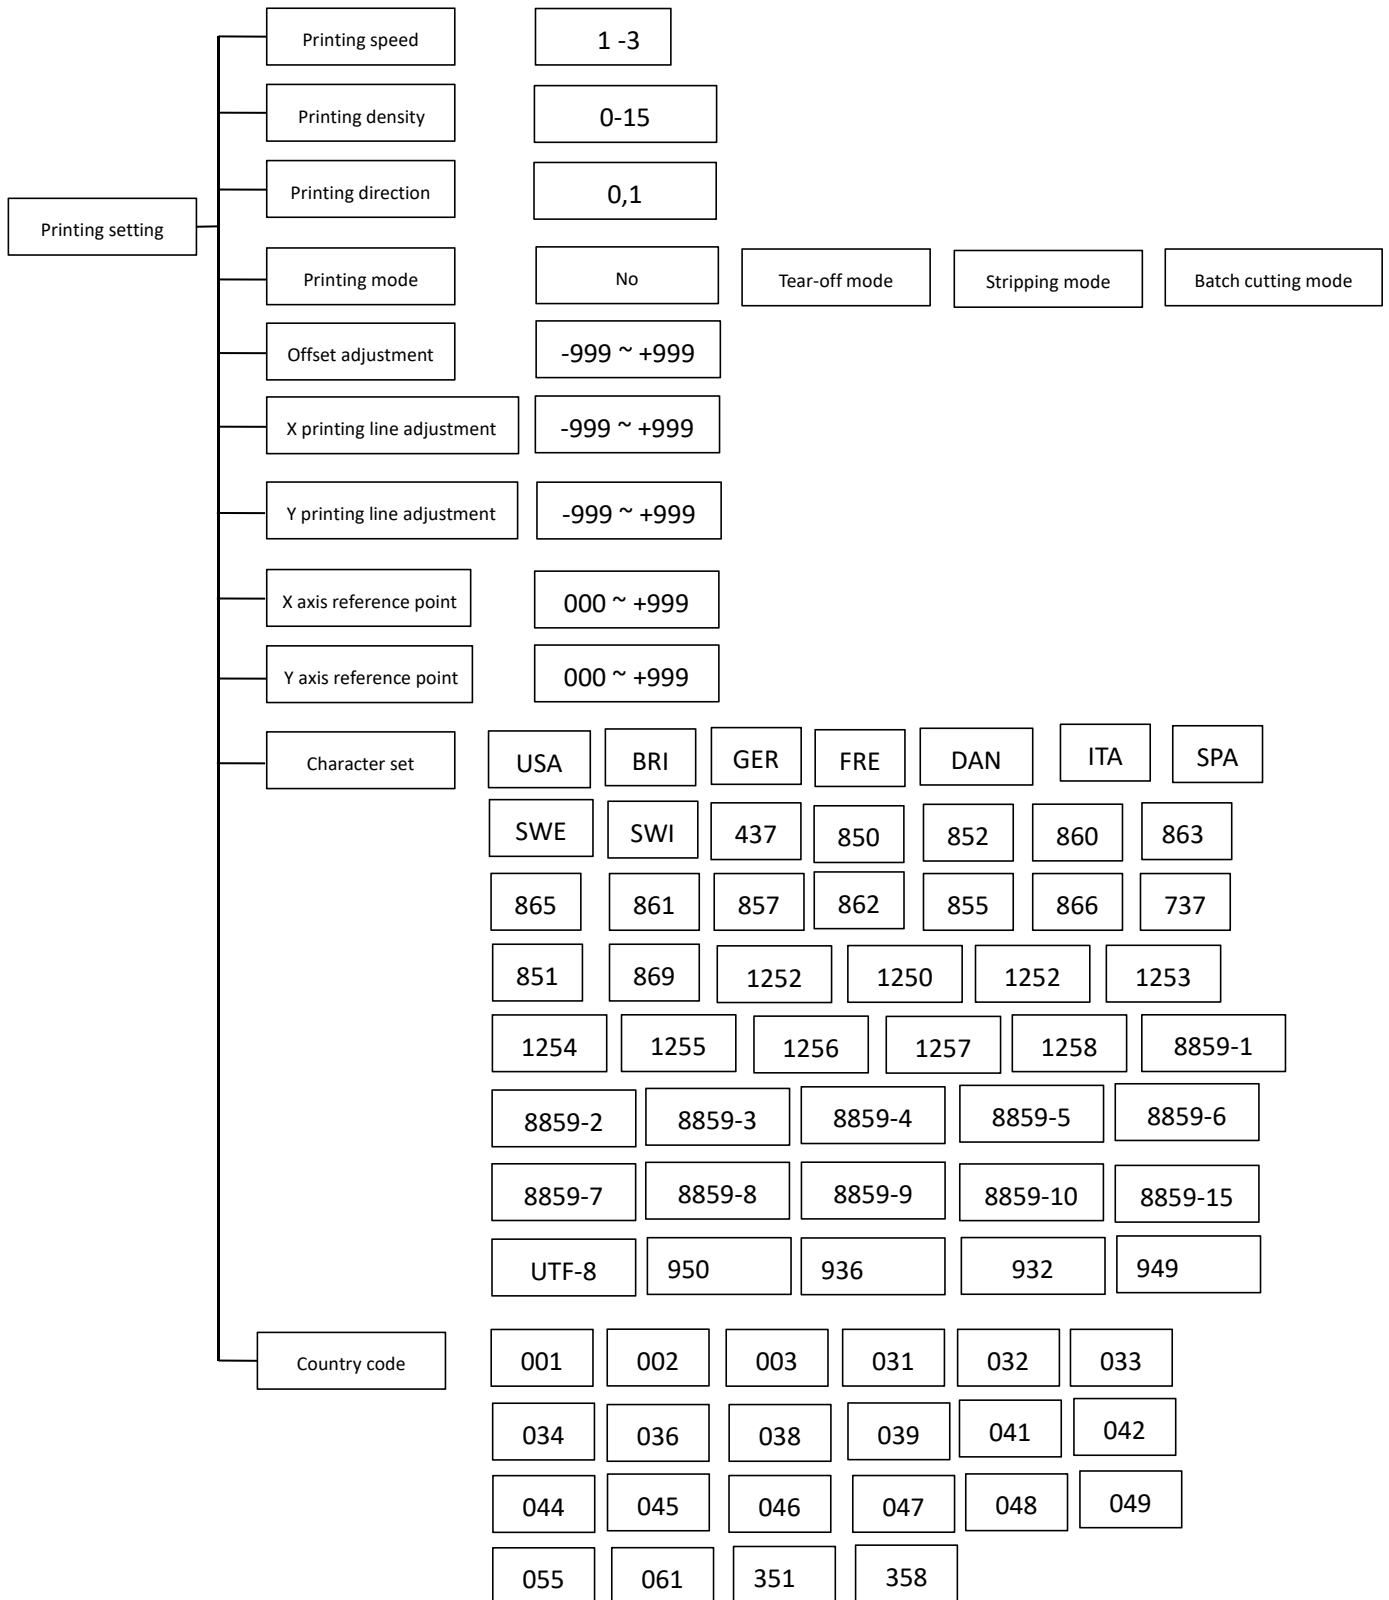 Printing speed 1 -3
Printing density 0-15
Printing direction 0,1
Printing setting
Printing mode No Tear-off mode Stripping mode Batch cutting mode
Offset adjustment -999 ~ +999
X printing line adjustment -999 ~ +999
Y printing line adjustment -999 ~ +999
X axis reference point 000 ~ +999
Y axis reference point 000 ~ +999
Character set USA BRI GER FRE DAN ITA SPA
SWE SWI 437 850 852 860 863
865 861 857 862 855 866 737
851 869 1252 1250 1252 1253
1254 1255 1256 1257 1258 8859-1
8859-2 8859-3 8859-4 8859-5 8859-6
8859-7 8859-8 8859-9 8859-10 8859-15
UTF-8 950 936 932 949
Country code 001 002 003 031 032 033
034 036 038 039 041 042
044 045 046 047 048 049
055 061 351 358